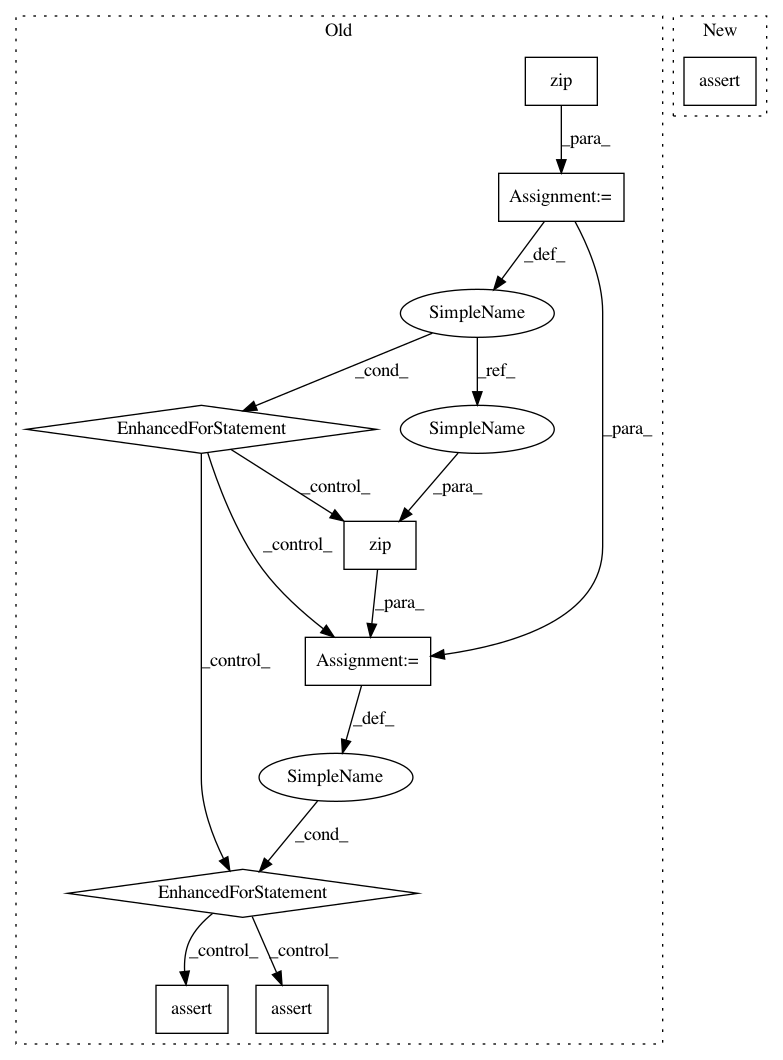 Old
New
zip
assert
_para_
Assignment:=
_def_
SimpleName
_cond_
_ref_
EnhancedForStatement
SimpleName
_para_
_control_
_para_
_control_
zip
_control_
_para_
Assignment:=
_def_
SimpleName
_cond_
EnhancedForStatement
_control_
_control_
assert
assert